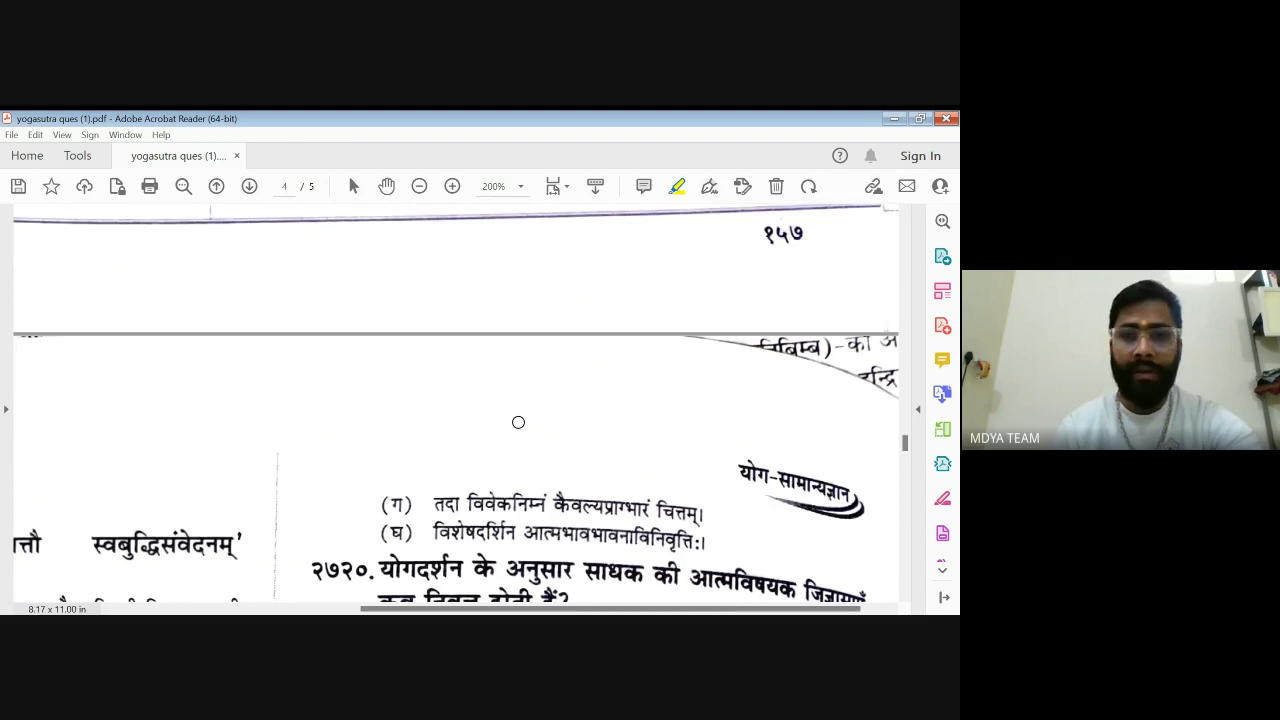 yogasutra ques (1).pdf - Adobe Acrobat Reader (64-bit)
File Edit View Sign Window Help
Home Tools yogasutra ques (1).... × Sign In
4 / 5 200%
१५७
योग-सामान्यज्ञान
(ग) तदा विवेकनिम्नं कैवल्यप्राग्भारं चित्तम्।
(घ) विशेषदर्शिन आत्मभावभावनाविनिवृत्तिः।
स्वबुद्धिसंवेदनम्'
२७२०. योगदर्शन के अनुसार साधक की आत्मविषयक जिज्ञासाएँ
8.17 x 11.00 in
MDYA TEAM